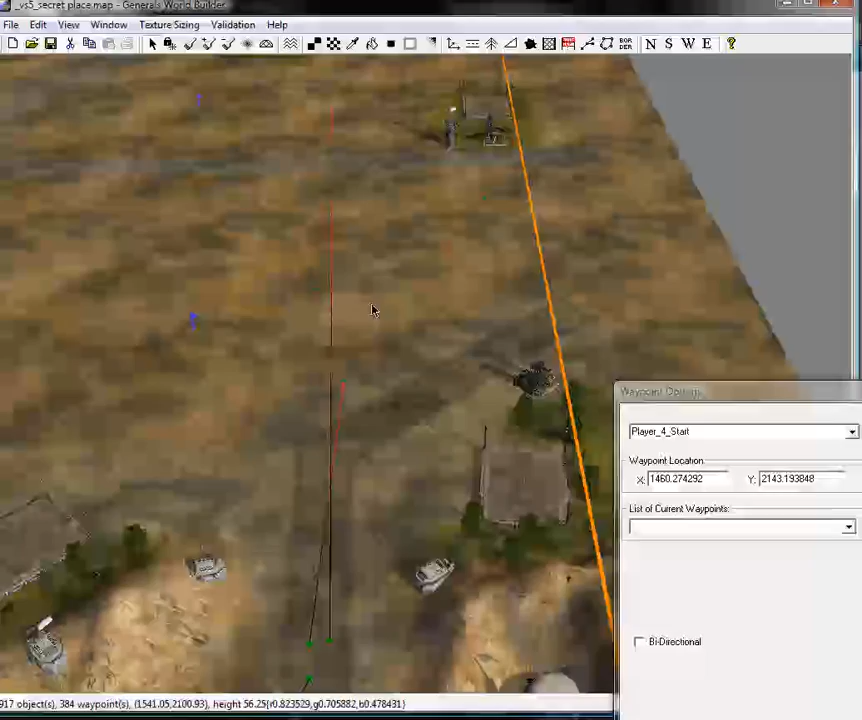 _vs5_secret place.map - Generals World Builder
File Edit View Window Texture Sizing Validation Help
BOR
DER
N S W E
Waypoint Options
Player_4_Start
Waypoint Location:
X: 1460.274292 Y: 2143.193848
List of Current Waypoints:
Bi-Directional
917 object(s), 384 waypoint(s), (1541.05,2100.93), height 56.25{r0.823529,g0.705882,b0.478431}